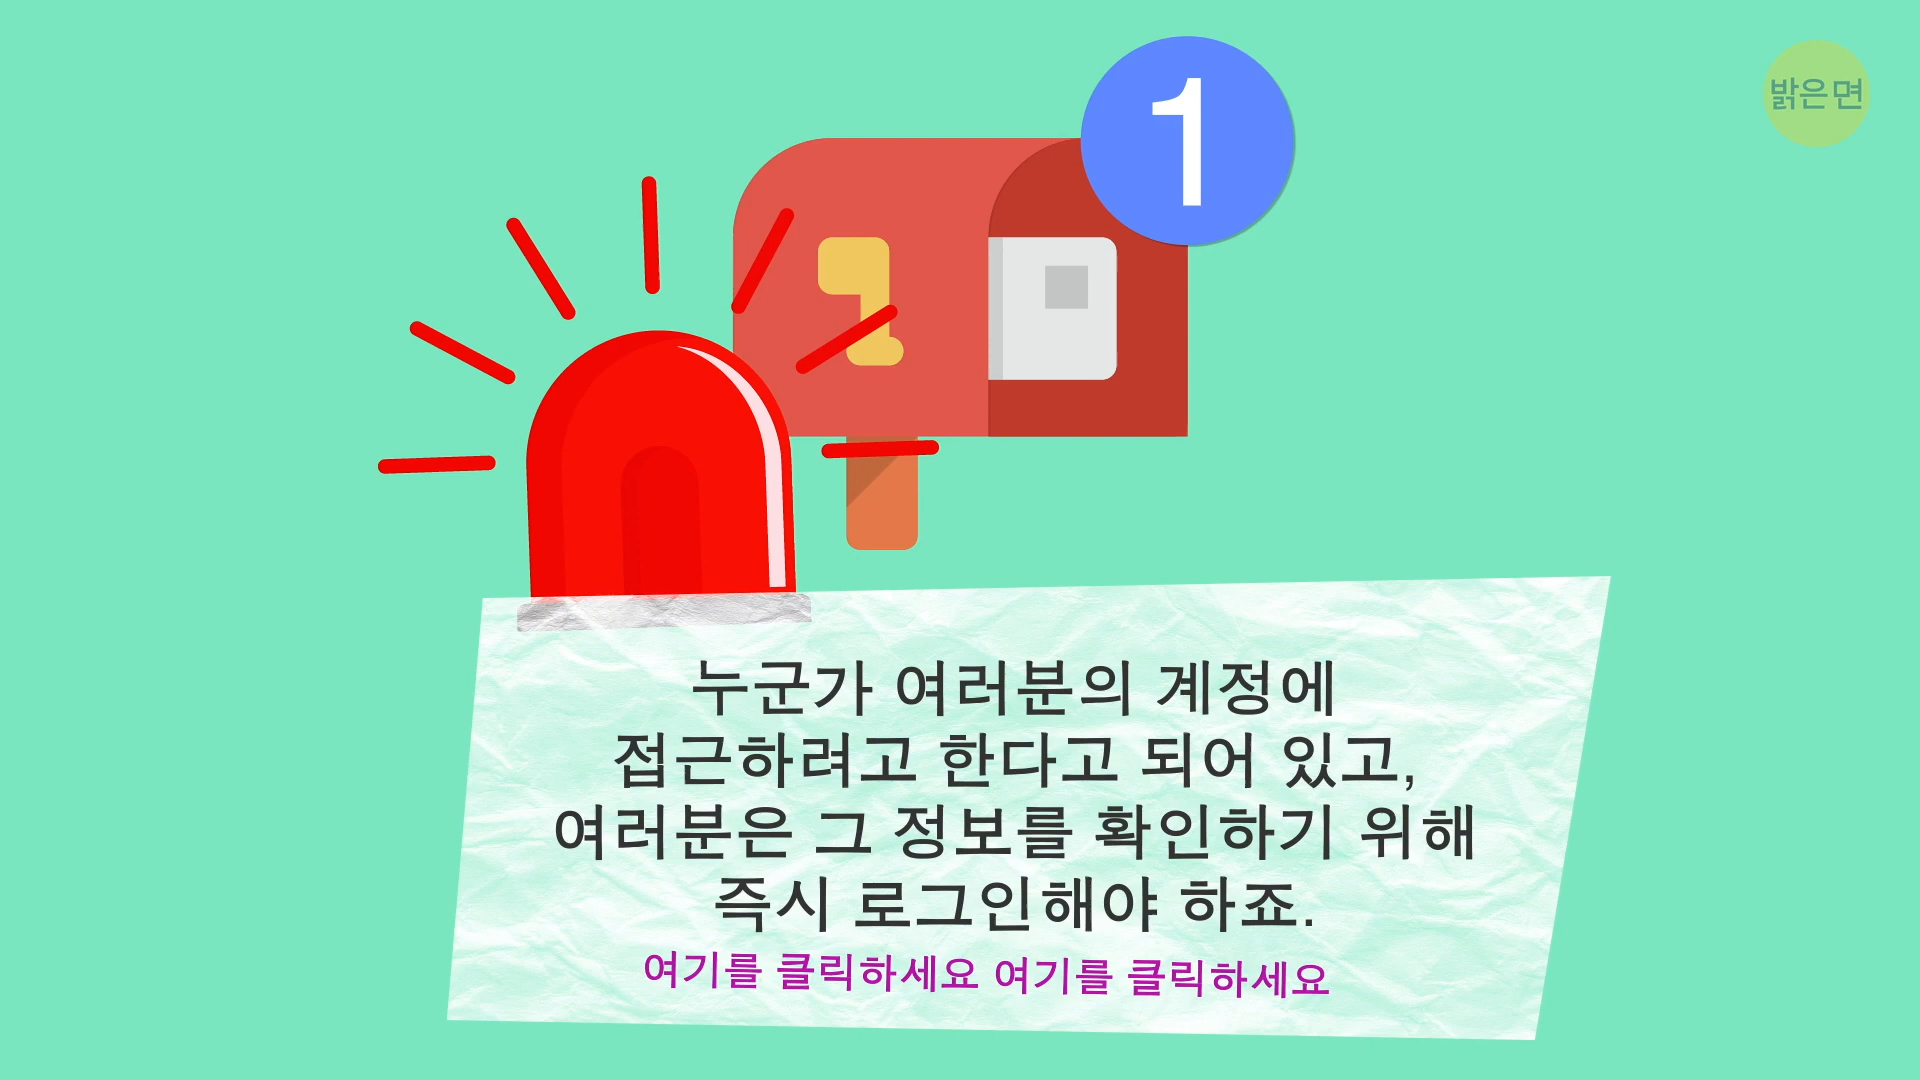 밝은면
1
누군가 여러분의 계정에
접근하려고 한다고 되어 있고,
여러분은 그 정보를 확인하기 위해
즉시 로그인해야 하죠.
여기를 클릭하세요 여기를 클릭하세요